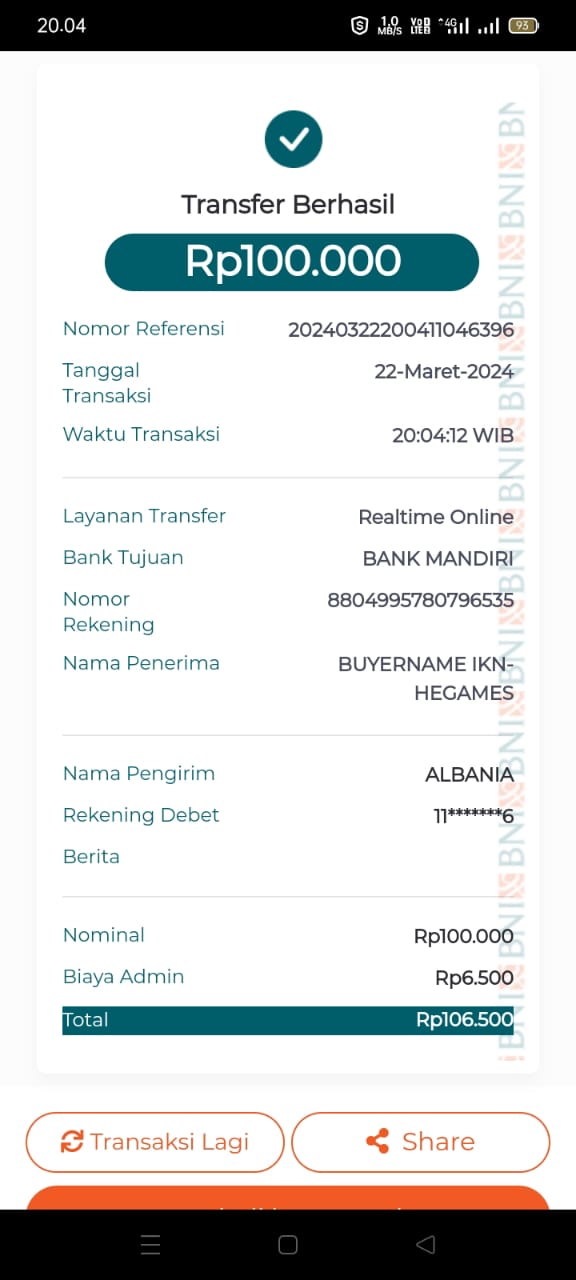 20.04
1.0 MB/S
VoD LTE
4G
93
Transfer Berhasil
Rp100.000
Nomor Referensi 20240322200411046396
Tanggal Transaksi 22-Maret-2024
Waktu Transaksi 20:04:12 WIB
Layanan Transfer Realtime Online
Bank Tujuan BANK MANDIRI
Nomor Rekening 8804995780796535
Nama Penerima BUYERNAME IKN-
HEGAMES
Nama Pengirim ALBANIA
Rekening Debet 11*******6
Berita
Nominal Rp100.000
Biaya Admin Rp6.500
Total Rp106.500
BNI BNI BNI BNI BNI BNI BNI BNI BNI BNI
Transaksi Lagi
Share